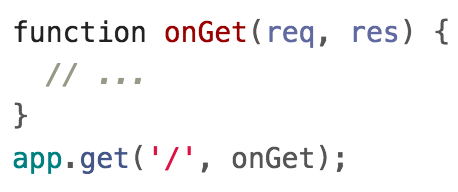 function onGet(req, res) {
  // ...
}
app.get('/', onGet);